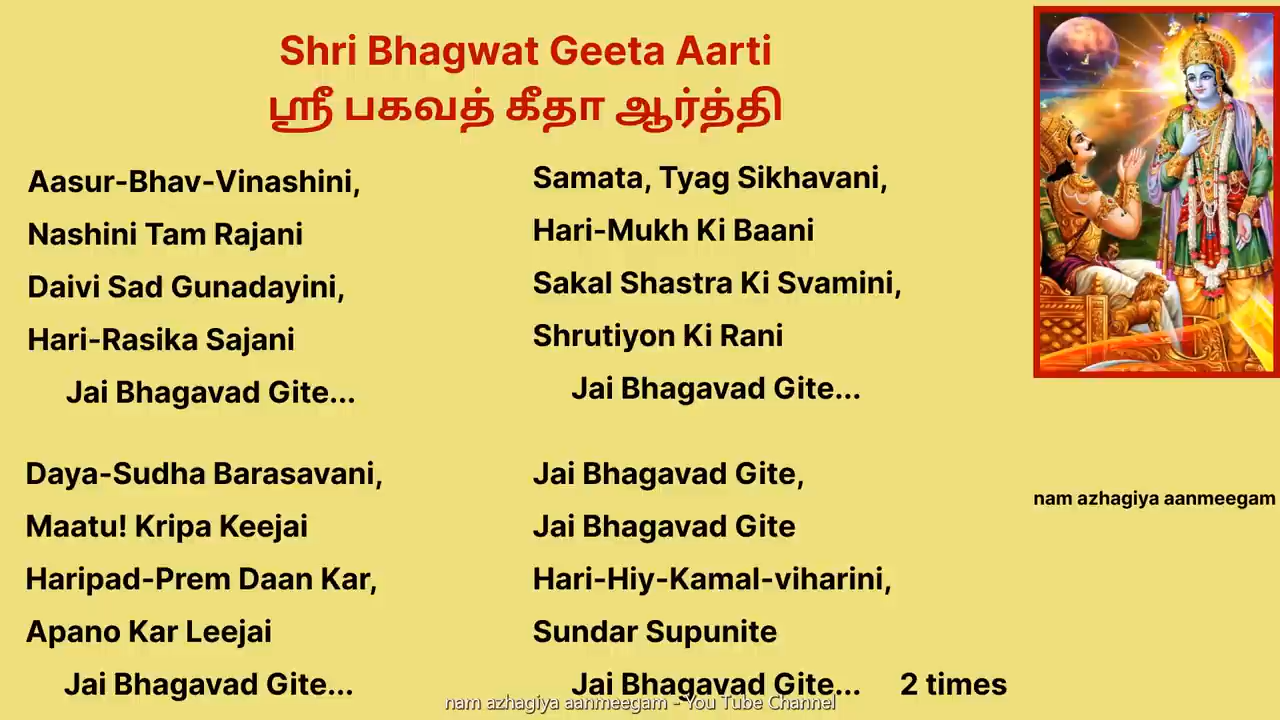 Shri Bhagwat Geeta Aarti
ஸ்ரீ பகவத் கீதா ஆர்த்தி
Aasur-Bhav-Vinashini,
Nashini Tam Rajani
Daivi Sad Gunadayini,
Hari-Rasika Sajani
Jai Bhagavad Gite...
Samata, Tyag Sikhavani,
Hari-Mukh Ki Baani
Sakal Shastra Ki Svamini,
Shrutiyon Ki Rani
Jai Bhagavad Gite...
Daya-Sudha Barasavani,
Maatu! Kripa Keejai
Haripad-Prem Daan Kar,
Apano Kar Leejai
Jai Bhagavad Gite...
Jai Bhagavad Gite,
Jai Bhagavad Gite
Hari-Hiy-Kamal-viharini,
Sundar Supunite
Jai Bhagavad Gite... 2 times
nam azhagiya aanmeegam
nam azhagiya aanmeegam - You Tube Channel